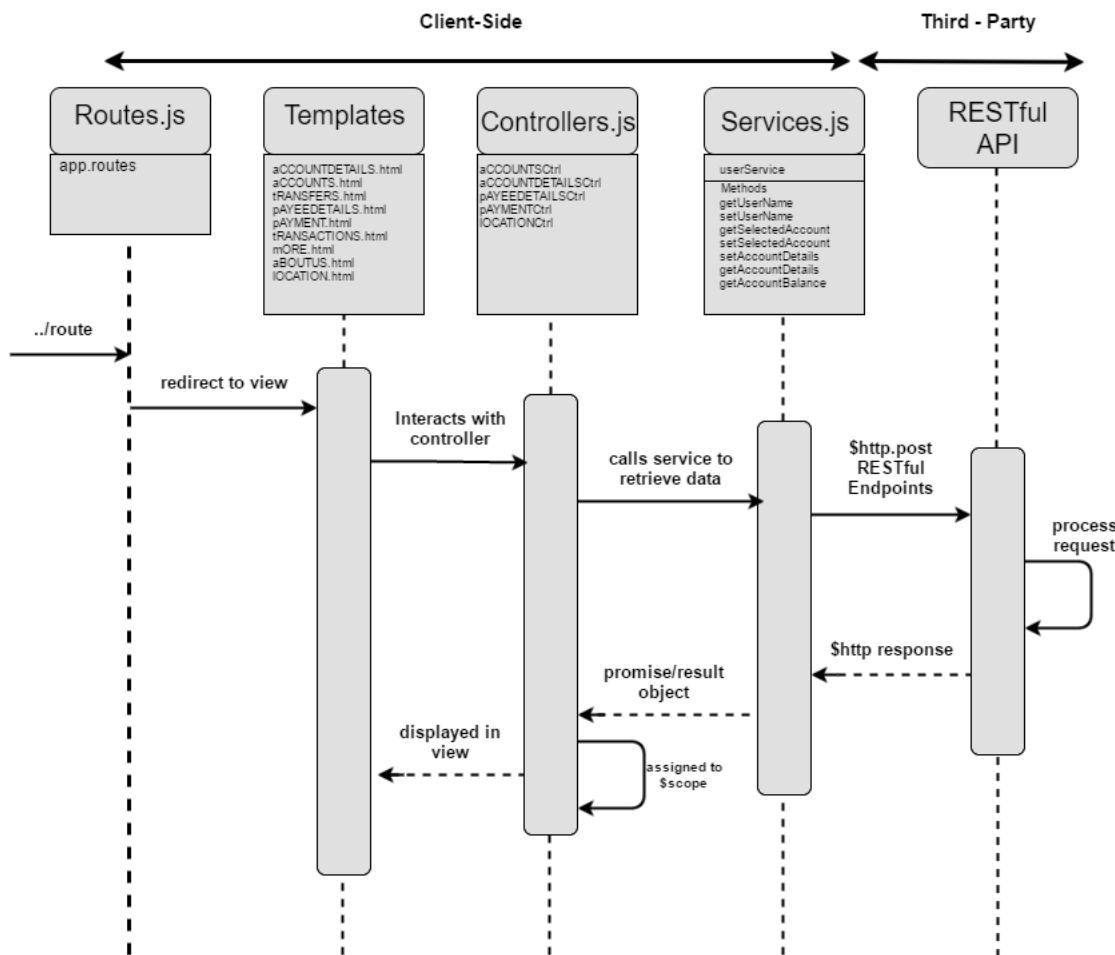 Client-Side
Third - Party
Routes.js
Templates
Controllers.js
Services.js
RESTful
API
app.routes
aCCOUNTDETAILS.html
aCCOUNTS.html
tRANSFERS.html
pAYEEDETAILS.html
pAYMENT.html
tRANSACTIONS.html
mORE.html
aBOUTUS.html
lOCATION.html
aCCOUNTSCtrl
aCCOUNTDETAILSCtrl
pAYEEDETAILSCtrl
pAYMENTCtrl
lOCATIONCtrl
userService
Methods
getUserName
setUserName
getSelectedAccount
setSelectedAccount
setAccountDetails
getAccountDetails
getAccountBalance
../route
redirect to view
Interacts with
controller
calls service to
retrieve data
$http.post
RESTful
Endpoints
process
request
$http response
promise/result
object
displayed in
view
assigned to
$scope